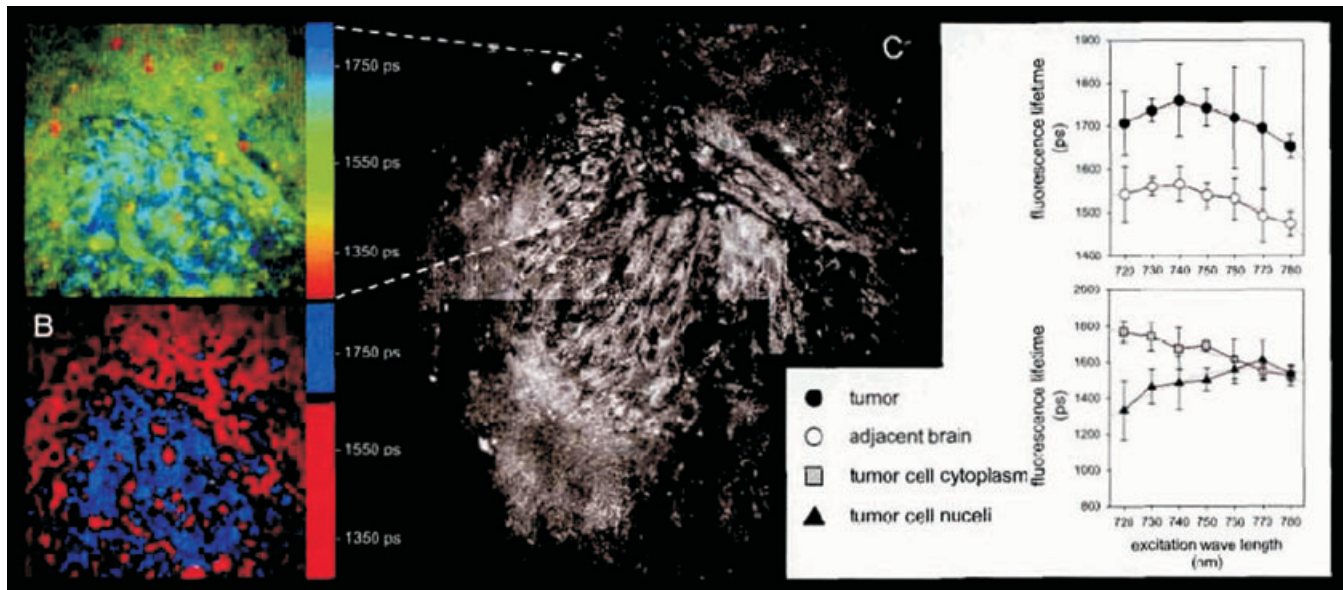 1750 ps
1550 ps
1350 ps
B
1750 ps
1550 ps
1350 ps
C
tumor
adjacent brain
tumor cell cytoplasm
tumor cell nuceli
fluorescence lifetime
(ps)
1900
1800
1700
1600
1500
1400
720 730 740 750 760 770 780
fluorescence lifetime
(ps)
2000
1800
1600
1400
1200
1000
800
720 730 740 750 760 770 780
excitation wave length
(nm)